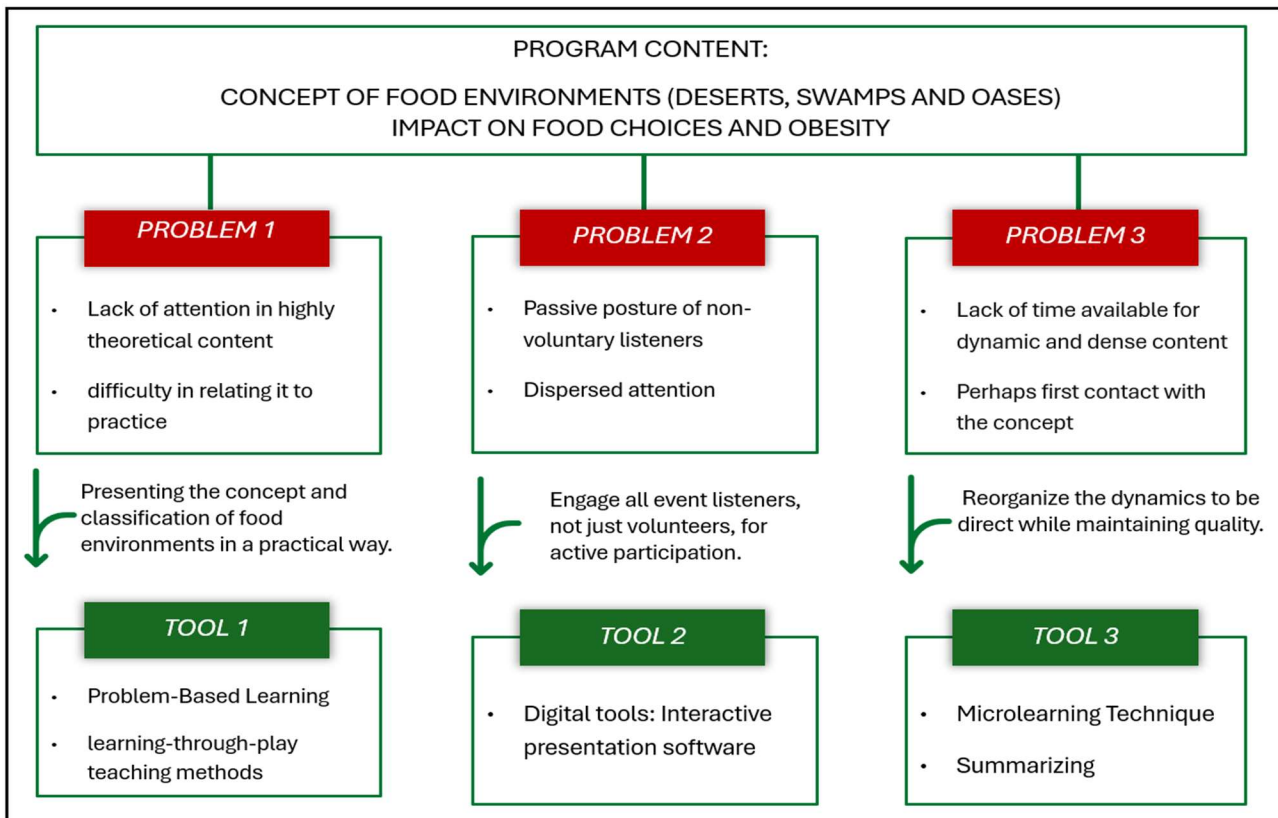 PROGRAM CONTENT:
CONCEPT OF FOOD ENVIRONMENTS (DESERTS, SWAMPS AND OASES)
IMPACT ON FOOD CHOICES AND OBESITY
PROBLEM 1
• Lack of attention in highly
theoretical content
• difficulty in relating it to
practice
Presenting the concept and
classification of food
environments in a practical way.
TOOL 1
• Problem-Based Learning
• learning-through-play
teaching methods
PROBLEM 2
• Passive posture of non-
voluntary listeners
• Dispersed attention
Engage all event listeners,
not just volunteers, for
active participation.
TOOL 2
• Digital tools: Interactive
presentation software
PROBLEM 3
• Lack of time available for
dynamic and dense content
• Perhaps first contact with
the concept
Reorganize the dynamics to be
direct while maintaining quality.
TOOL 3
• Microlearning Technique
• Summarizing